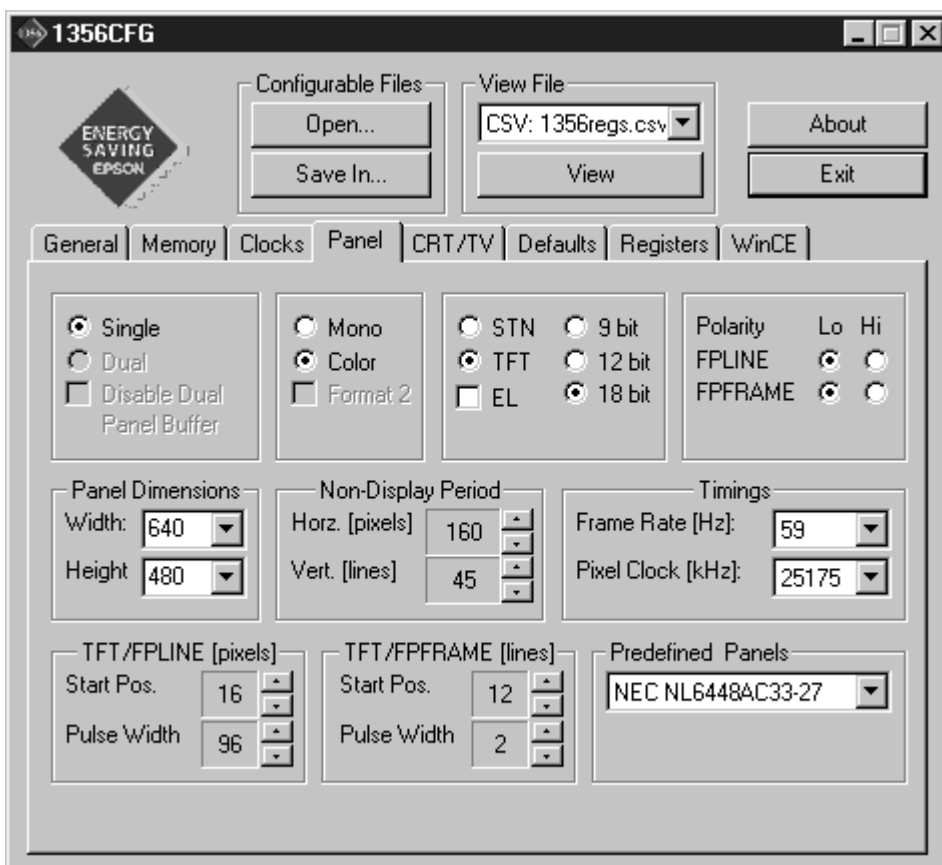 1356CFG
ENERGY
SAVING
EPSON
Configurable Files
Open...
Save In...
View File
CSV: 1356regs.csv
View
About
Exit
General Memory Clocks Panel CRT/TV Defaults Registers WinCE
Single
Dual
Disable Dual
Panel Buffer
Mono
Color
Format 2
STN 9 bit
TFT 12 bit
EL 18 bit
Polarity Lo Hi
FPLINE
FPFRAME
Panel Dimensions
Width: 640
Height 480
Non-Display Period
Horz. [pixels] 160
Vert. [lines] 45
Timings
Frame Rate [Hz]: 59
Pixel Clock [kHz]: 25175
TFT/FPLINE [pixels]
Start Pos. 16
Pulse Width 96
TFT/FPFRAME [lines]
Start Pos. 12
Pulse Width 2
Predefined Panels
NEC NL6448AC33-27